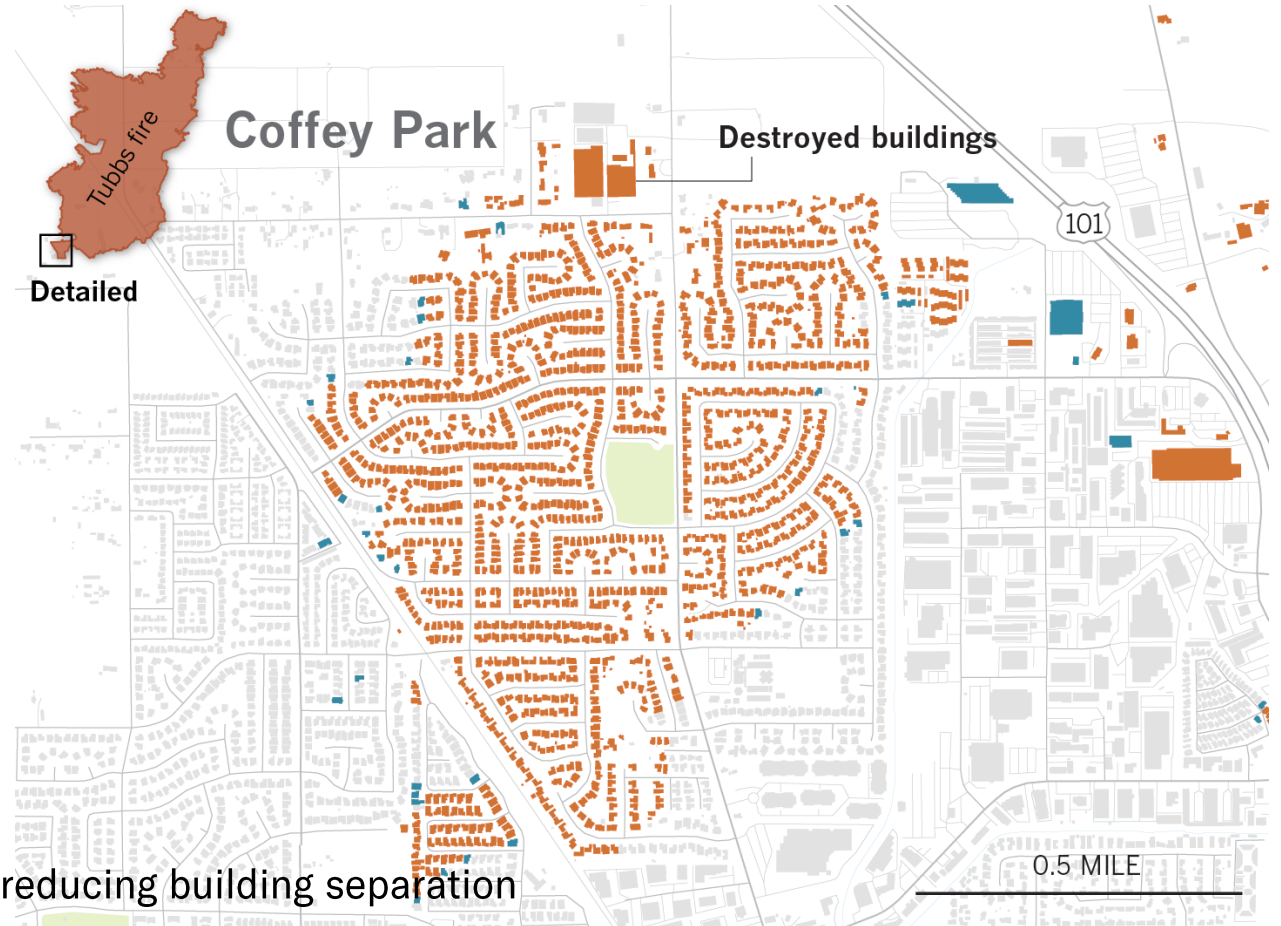 Tubbs fire
Coffey Park
Destroyed buildings
101
Detailed
0.5 MILE
reducing building separation